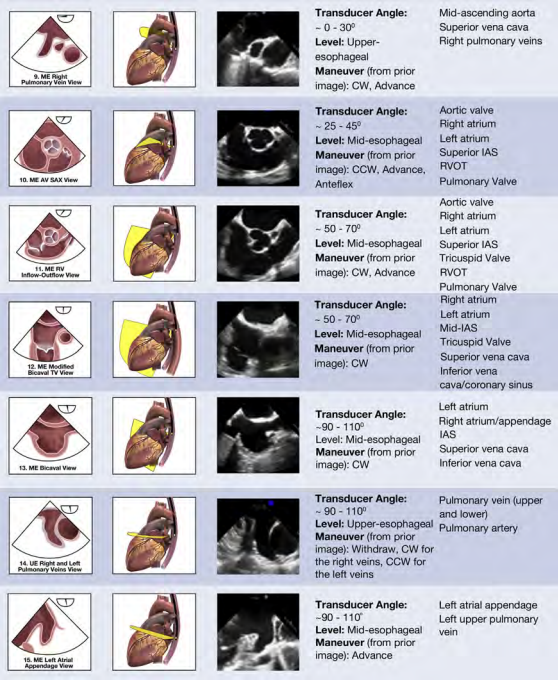 Transducer Angle:
~ 0 - 30⁰
Level: Upper-
esophageal
Maneuver (from prior
image): CW, Advance
Mid-ascending aorta
Superior vena cava
Right pulmonary veins
9. ME Right
Pulmonary Vein View
Transducer Angle:
~ 25 - 45⁰
Level: Mid-esophageal
Maneuver (from prior
image): CCW, Advance,
Anteflex
Aortic valve
Right atrium
Left atrium
Superior IAS
RVOT
Pulmonary Valve
10. ME AV SAX View
Transducer Angle:
~ 50 - 70⁰
Level: Mid-esophageal
Maneuver (from prior
image): CW, Advance
Aortic valve
Right atrium
Left atrium
Superior IAS
Tricuspid Valve
RVOT
Pulmonary Valve
11. ME RV
Inflow-Outflow View
Transducer Angle:
~ 50 - 70⁰
Level: Mid-esophageal
Maneuver (from prior
image): CW
Right atrium
Left atrium
Mid-IAS
Tricuspid Valve
Superior vena cava
Inferior vena
cava/coronary sinus
12. ME Modified
Bicaval TV View
Transducer Angle:
~90 - 110⁰
Level: Mid-esophageal
Maneuver (from prior
image): CW
Left atrium
Right atrium/appendage
IAS
Superior vena cava
Inferior vena cava
13. ME Bicaval View
Transducer Angle:
~ 90 - 110⁰
Level: Upper-esophageal
Maneuver (from prior
image): Withdraw, CW for
the right veins, CCW for
the left veins
Pulmonary vein (upper
and lower)
Pulmonary artery
14. UE Right and Left
Pulmonary Veins View
Transducer Angle:
~90 - 110°
Level: Mid-esophageal
Maneuver (from prior
image): Advance
Left atrial appendage
Left upper pulmonary
vein
15. ME Left Atrial
Appendage View